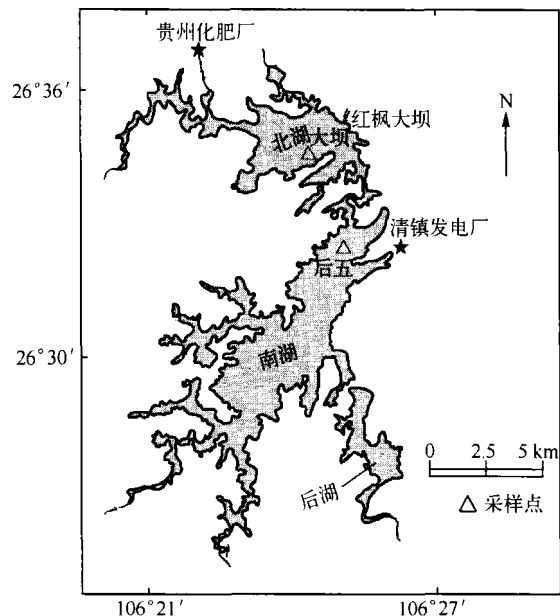 贵州化肥厂
26°36′
红枫大坝
北湖大坝
N
清镇发电厂
后五
26°30′
南湖
0 2.5 5 km
后湖
△ 采样点
106°21′ 106°27′